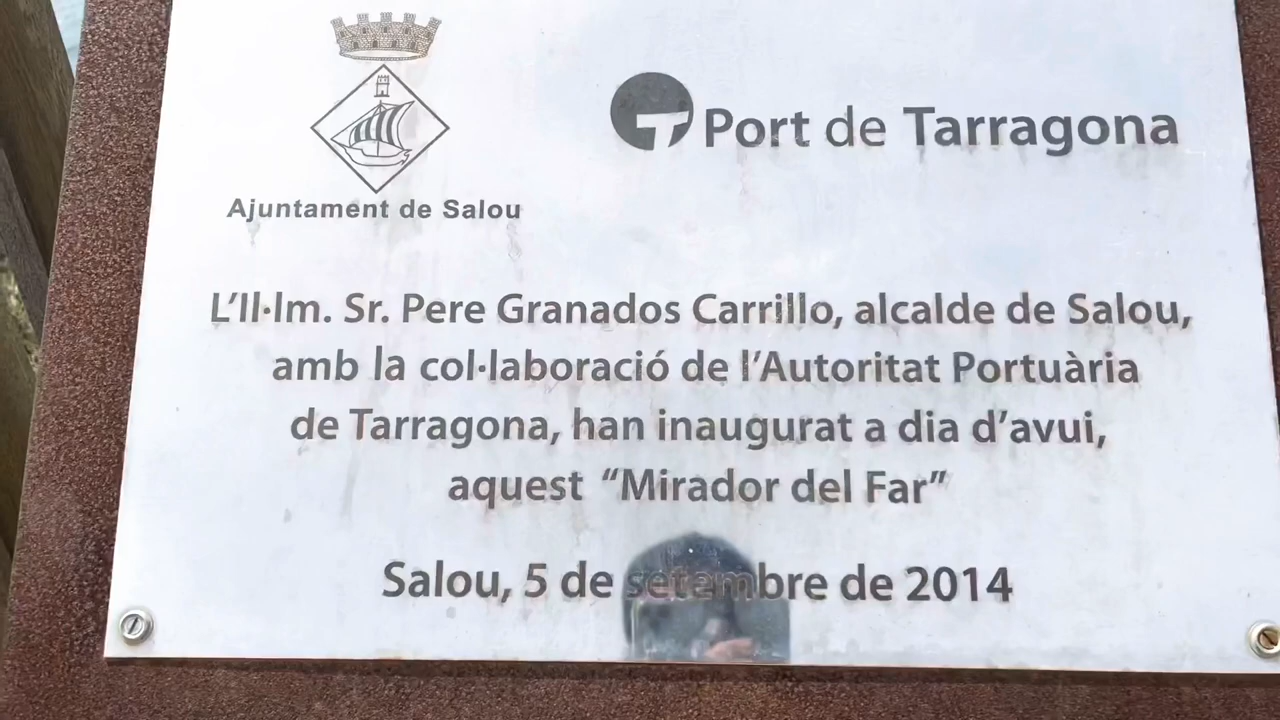 Port de Tarragona
Ajuntament de Salou
L'Il·lm. Sr. Pere Granados Carrillo, alcalde de Salou,
amb la col·laboració de l'Autoritat Portuària
de Tarragona, han inaugurat a dia d'avui,
aquest “Mirador del Far”
Salou, 5 de setembre de 2014